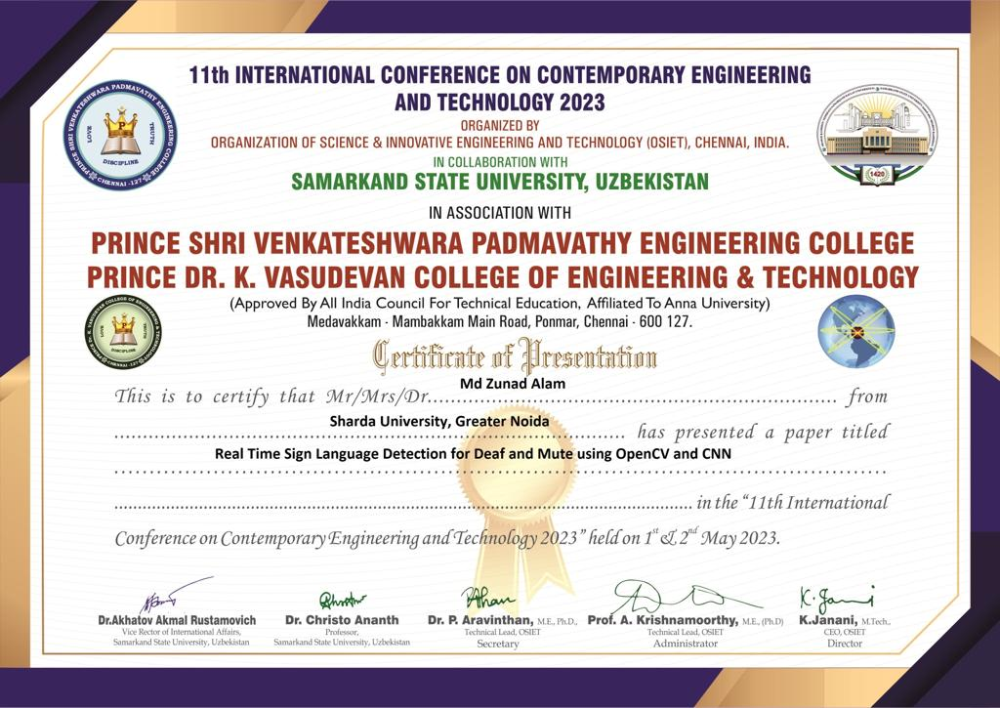 11th INTERNATIONAL CONFERENCE ON CONTEMPORARY ENGINEERING
AND TECHNOLOGY 2023
ORGANIZED BY
ORGANIZATION OF SCIENCE & INNOVATIVE ENGINEERING AND TECHNOLOGY (OSIET), CHENNAI, INDIA.
IN COLLABORATION WITH
SAMARKAND STATE UNIVERSITY, UZBEKISTAN
PRINCE SHRI VENKATESHWARA PADMAVATHY ENGINEERING COLLEGE
LOVE
P
TRUTH
DISCIPLINE
CHENNAI -127
1420
IN ASSOCIATION WITH
PRINCE SHRI VENKATESHWARA PADMAVATHY ENGINEERING COLLEGE
PRINCE DR. K. VASUDEVAN COLLEGE OF ENGINEERING & TECHNOLOGY
(Approved By All India Council For Technical Education, Affiliated To Anna University)
Medavakkam - Mambakkam Main Road, Ponmar, Chennai - 600 127.
PRINCE Dr. K. VASUDEVAN COLLEGE OF ENGINEERING & TECHNOLOGY
LOVE
P
TRUTH
DISCIPLINE
CHENNAI -127
Certificate of Presentation
Md Zunad Alam
This is to certify that Mr/Mrs/Dr. from
Sharda University, Greater Noida
has presented a paper titled
Real Time Sign Language Detection for Deaf and Mute using OpenCV and CNN
in the “11th International
Conference on Contemporary Engineering and Technology 2023” held on 1st & 2nd May 2023.
K. Janani
Dr.Akhatov Akmal Rustamovich
Vice Rector of International Affairs,
Samarkand State University, Uzbekistan
Dr. Christo Ananth
Professor,
Samarkand State University, Uzbekistan
Dr. P. Aravinthan, M.E., Ph.D.,
Technical Lead, OSIET
Secretary
Prof. A. Krishnamoorthy, M.E., (Ph.D)
Technical Lead, OSIET
Administrator
K.Janani, M.Tech.,
CEO, OSIET
Director